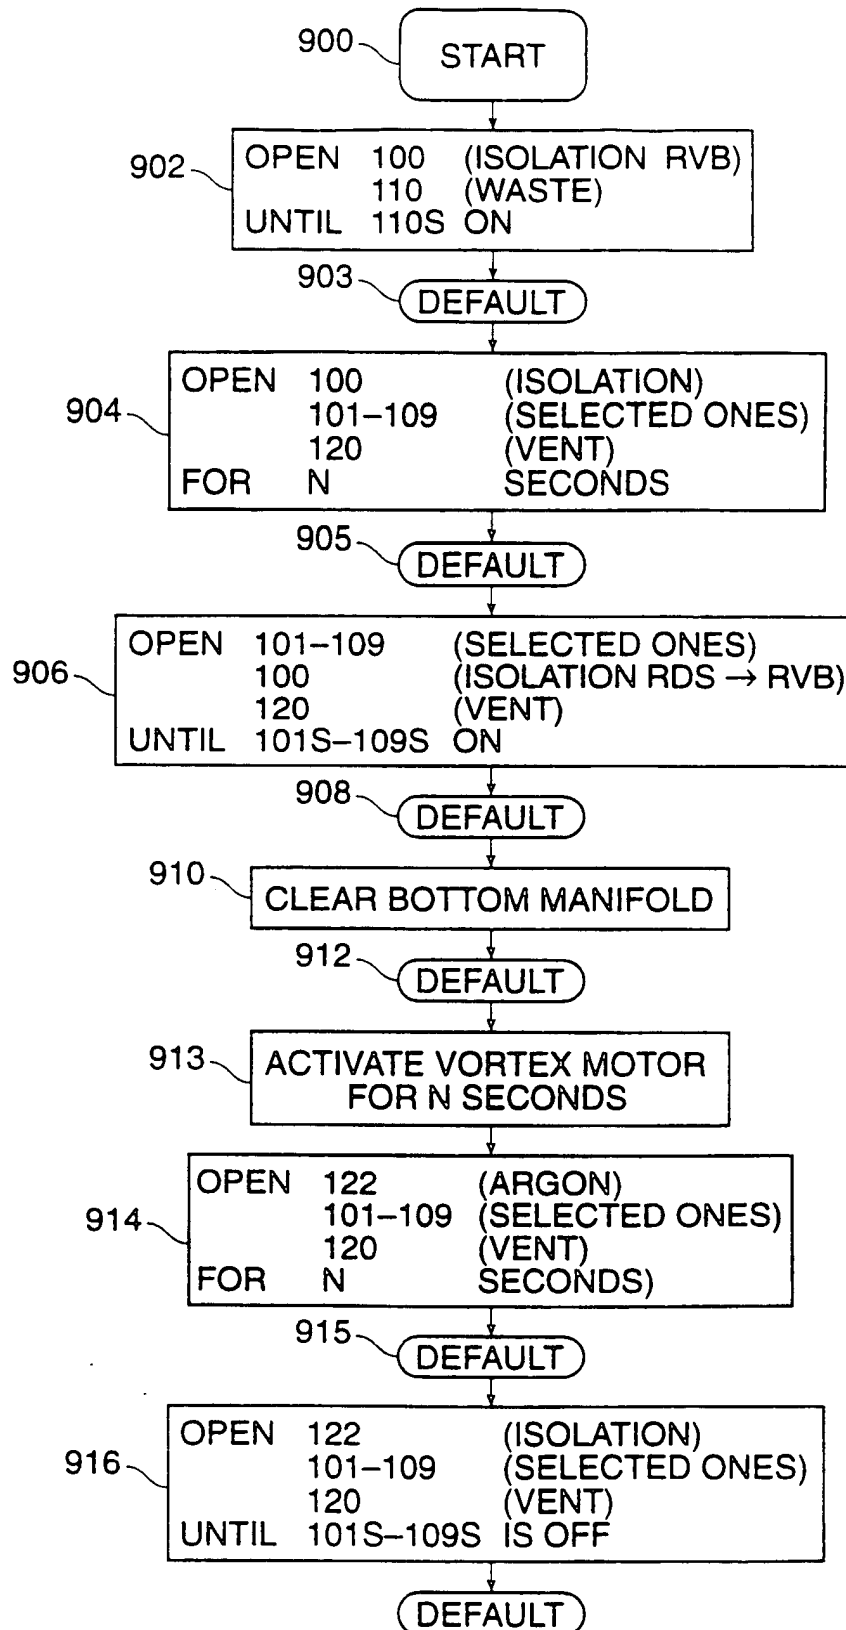 900
START
902
OPEN 100 (ISOLATION RVB)
110 (WASTE)
UNTIL 110S ON
903
DEFAULT
904
OPEN 100 (ISOLATION)
101–109 (SELECTED ONES)
120 (VENT)
FOR N SECONDS
905
DEFAULT
906
OPEN 101–109 (SELECTED ONES)
100 (ISOLATION RDS → RVB)
120 (VENT)
UNTIL 101S–109S ON
908
DEFAULT
910
CLEAR BOTTOM MANIFOLD
912
DEFAULT
913
ACTIVATE VORTEX MOTOR
FOR N SECONDS
914
OPEN 122 (ARGON)
101–109 (SELECTED ONES)
120 (VENT)
FOR N SECONDS)
915
DEFAULT
916
OPEN 122 (ISOLATION)
101–109 (SELECTED ONES)
120 (VENT)
UNTIL 101S–109S IS OFF
DEFAULT